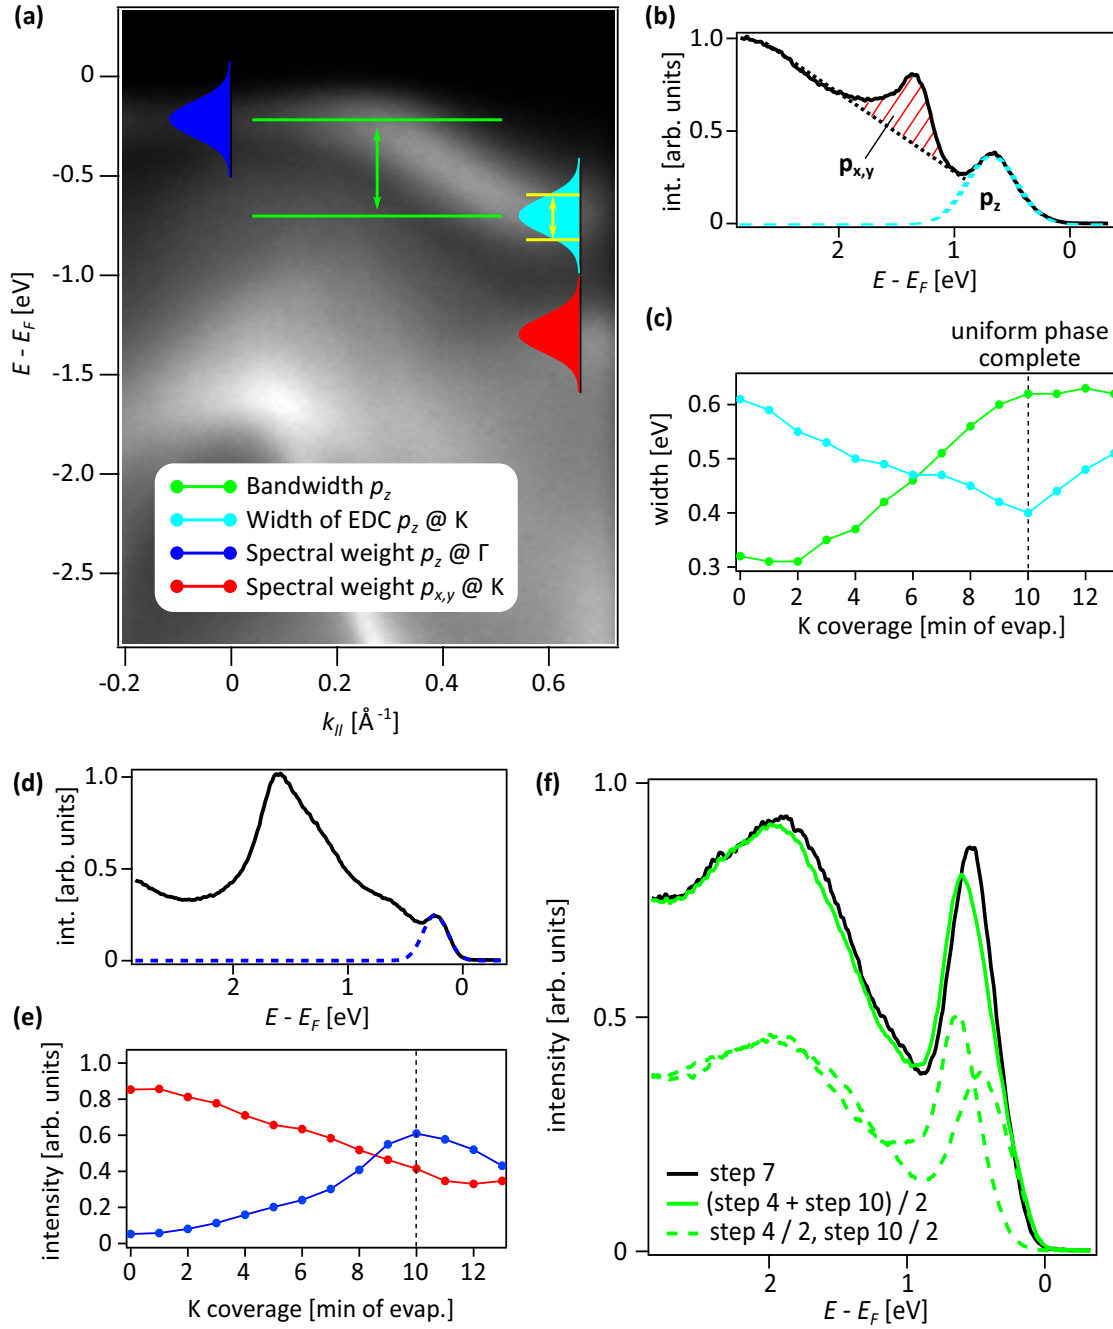 (a)
0
-0.5
-1.0
-1.5
-2.0
-2.5
E - E_F [eV]
-0.2 0 0.2 0.4 0.6
k_// [Å⁻¹]
Bandwidth p_z
Width of EDC p_z @ K
Spectral weight p_z @ Γ
Spectral weight p_x,y @ K
(b)
1.0
0.5
0
int. [arb. units]
p_x,y
p_z
2 1 0
E - E_F [eV]
(c)
uniform phase
complete
0.6
0.5
0.4
0.3
width [eV]
0 2 4 6 8 10 12
K coverage [min of evap.]
(d)
1.0
0.5
0
int. [arb. units]
2 1 0
E - E_F [eV]
(e)
1.0
0.8
0.6
0.4
0.2
0
intensity [arb. units]
0 2 4 6 8 10 12
K coverage [min of evap.]
(f)
1.0
0.5
0
intensity [arb. units]
step 7
(step 4 + step 10) / 2
step 4 / 2, step 10 / 2
2 1 0
E - E_F [eV]